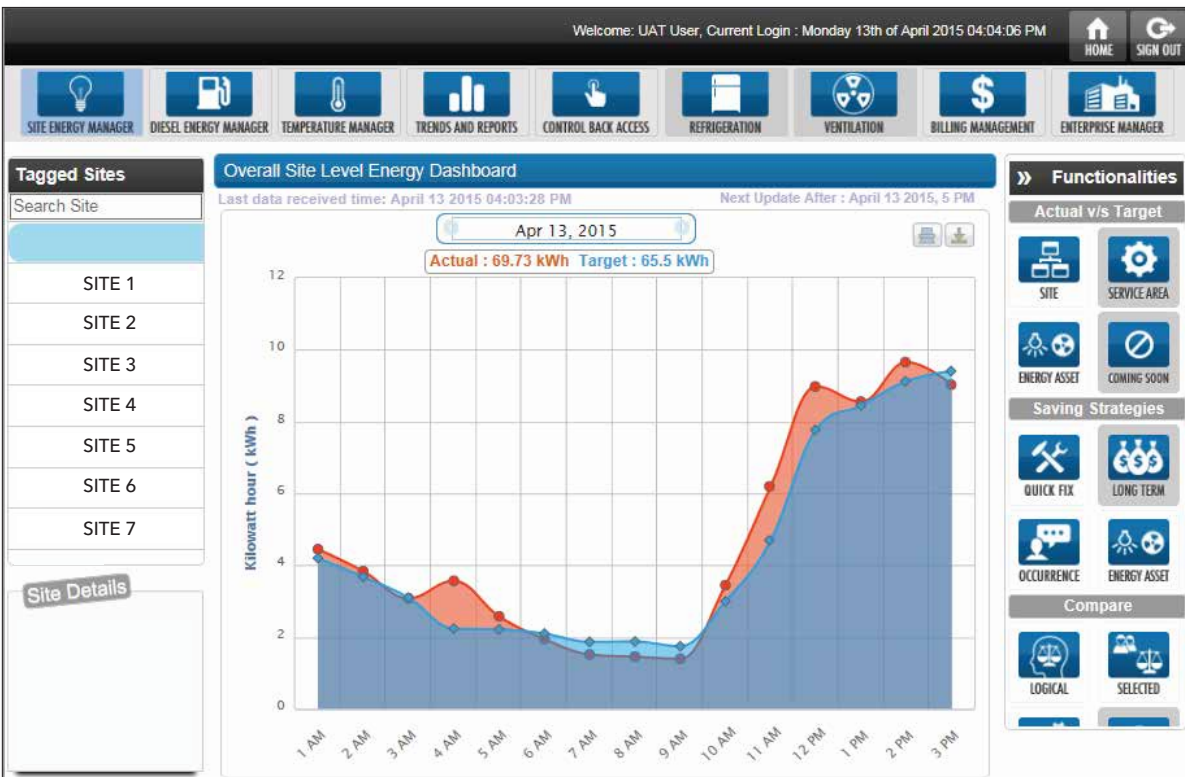 Welcome: UAT User, Current Login : Monday 13th of April 2015 04:04:06 PM
HOME
SIGN OUT
SITE ENERGY MANAGER
DIESEL ENERGY MANAGER
TEMPERATURE MANAGER
TRENDS AND REPORTS
CONTROL BACK ACCESS
REFRIGERATION
VENTILATION
BILLING MANAGEMENT
ENTERPRISE MANAGER
Tagged Sites
Search Site
SITE 1
SITE 2
SITE 3
SITE 4
SITE 5
SITE 6
SITE 7
Site Details
Overall Site Level Energy Dashboard
Last data received time: April 13 2015 04:03:28 PM
Next Update After : April 13 2015, 5 PM
Apr 13, 2015
Actual : 69.73 kWh Target : 65.5 kWh
Kilowatt hour ( kWh )
12
10
8
6
4
2
0
1 AM
2 AM
3 AM
4 AM
5 AM
6 AM
7 AM
8 AM
9 AM
10 AM
11 AM
12 PM
1 PM
2 PM
3 PM
» Functionalities
Actual v/s Target
SITE
SERVICE AREA
ENERGY ASSET
COMING SOON
Saving Strategies
QUICK FIX
LONG TERM
OCCURRENCE
ENERGY ASSET
Compare
LOGICAL
SELECTED